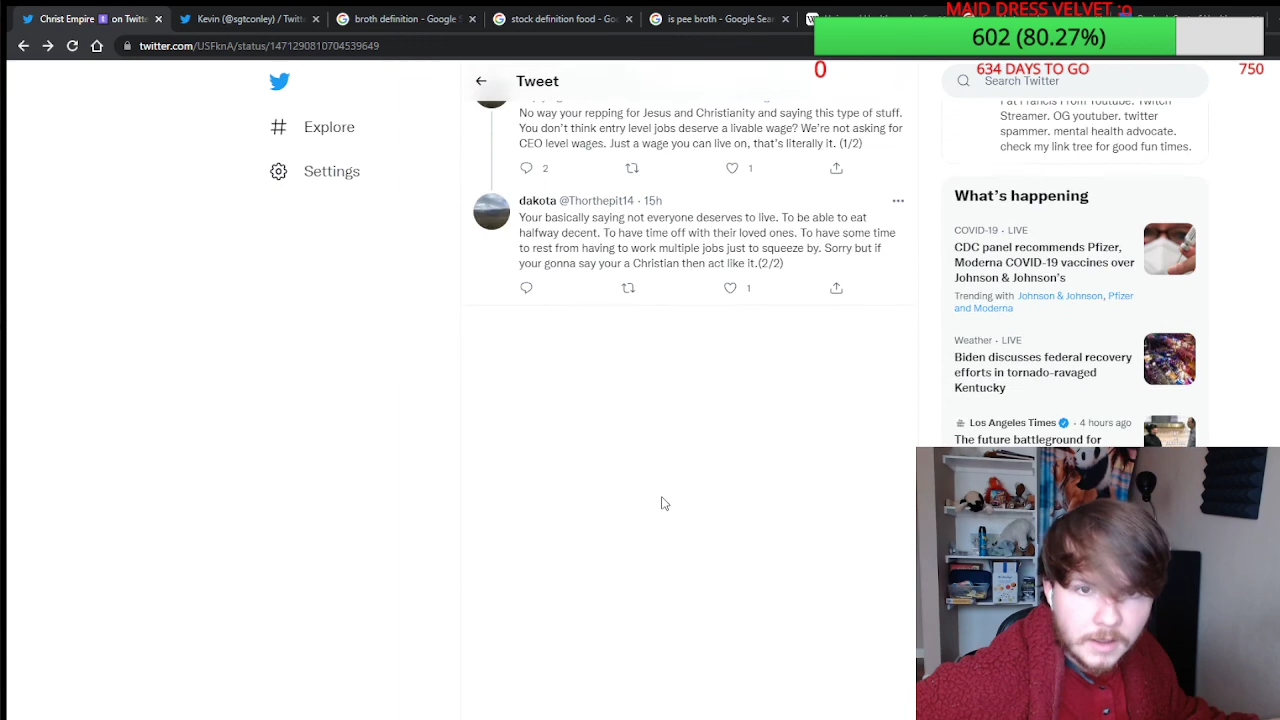 MAID DRESS VELVET :o
Christ Empire ✝️ on Twitte
Kevin (@sgtconley) / Twitter
broth definition - Google S
stock definition food - Goo
is pee broth - Google Sear
602 (80.27%)
twitter.com/USFknA/status/1471290810704539649
0
634 DAYS TO GO
750
Explore
Settings
Tweet
No way your repping for Jesus and Christianity and saying this type of stuff.
You don't think entry level jobs deserve a livable wage? We're not asking for
CEO level wages. Just a wage you can live on, that's literally it. (1/2)
2
1
dakota @Thorthepit14 · 15h
Your basically saying not everyone deserves to live. To be able to eat
halfway decent. To have time off with their loved ones. To have some time
to rest from having to work multiple jobs just to squeeze by. Sorry but if
your gonna say your a Christian then act like it.(2/2)
1
Search Twitter
Pat Francis From Youtube. Twitch
Streamer. OG youtuber. twitter
spammer. mental health advocate.
check my link tree for good fun times.
What's happening
COVID-19 · LIVE
CDC panel recommends Pfizer,
Moderna COVID-19 vaccines over
Johnson & Johnson's
Trending with Johnson & Johnson, Pfizer
and Moderna
Weather · LIVE
Biden discusses federal recovery
efforts in tornado-ravaged
Kentucky
Los Angeles Times · 4 hours ago
The future battleground for